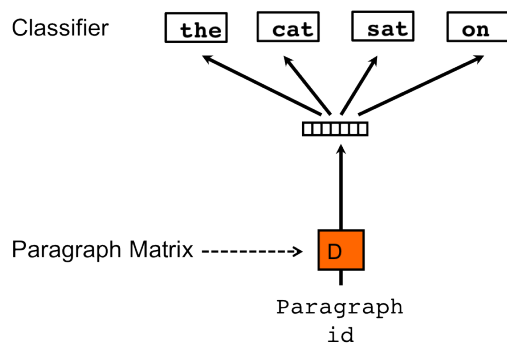 Classifier the cat sat on
Paragraph Matrix D
Paragraph
id